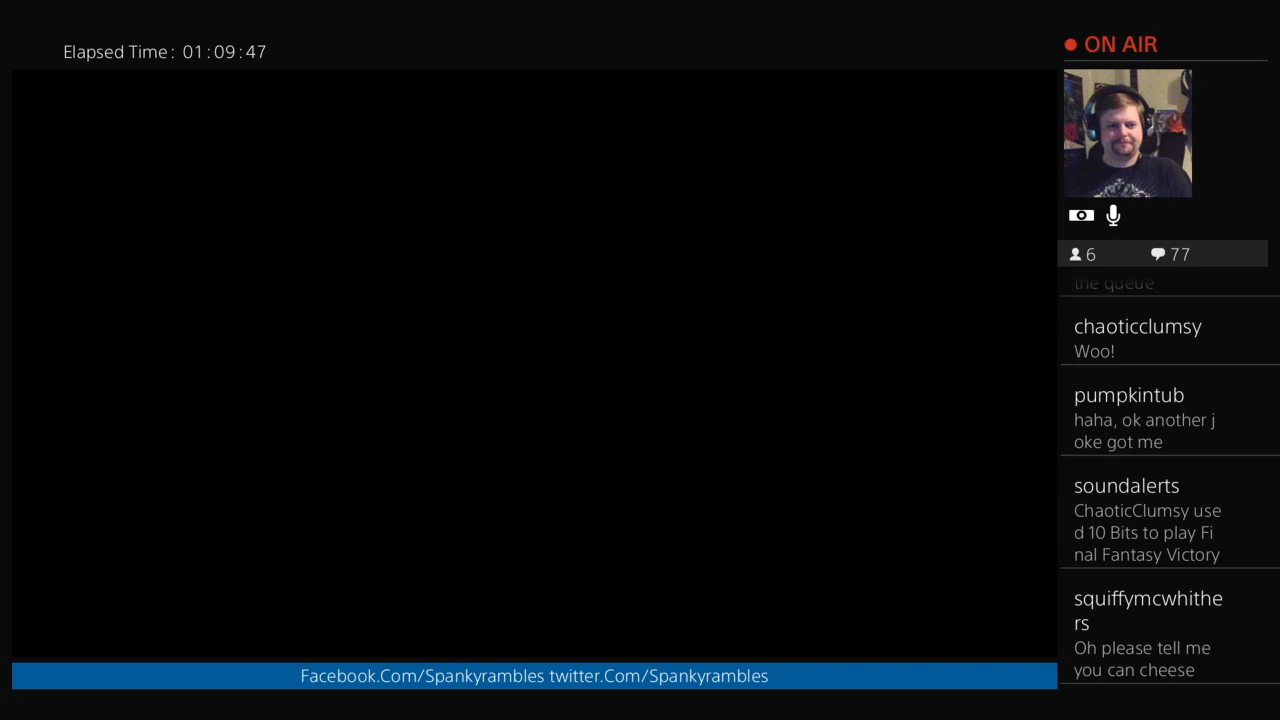 Elapsed Time: 01:09:47
ON AIR
6 77
the queue
chaoticclumsy
Woo!
pumpkintub
haha, ok another j
oke got me
soundalerts
ChaoticClumsy use
d 10 Bits to play Fi
nal Fantasy Victory
squiffymcwhithe
rs
Oh please tell me
you can cheese
Facebook.Com/Spankyrambles twitter.Com/Spankyrambles